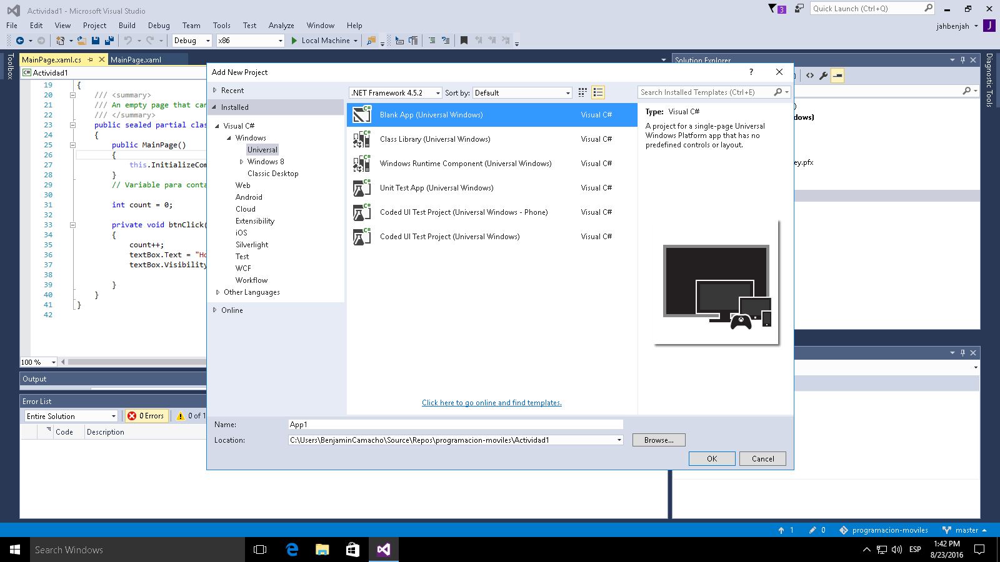 Actividad1 - Microsoft Visual Studio
3
Quick Launch (Ctrl+Q)
File Edit View Project Build Debug Team Tools Test Analyze Window Help
jahbenjah J
Debug x86 Local Machine
Toolbox
MainPage.xaml.cs MainPage.xaml
Solution Explorer
Diagnostic Tools
C# Actividad1
19 {
20 /// <summary>
21 /// An empty page that can
22 /// </summary>
23 public sealed partial clas
24 {
25 public MainPage()
26 {
27 this.InitializeCom
28 }
29 // Variable para conta
30
31 int count = 0;
32
33 private void btnClick(
34 {
35 count++;
36 textBox.Text = "Ho
37 textBox.Visibility
38
39 }
40 }
41 }
42
100 %
Output
Error List
Entire Solution 0 Errors 0 of 1
Code Description
Add New Project ?
Recent
Installed
Visual C#
Windows
Universal
Windows 8
Classic Desktop
Web
Android
Cloud
Extensibility
iOS
Silverlight
Test
WCF
Workflow
Other Languages
Online
.NET Framework 4.5.2 Sort by: Default
Search Installed Templates (Ctrl+E)
C# Blank App (Universal Windows) Visual C#
C# Class Library (Universal Windows) Visual C#
C# Windows Runtime Component (Universal Windows) Visual C#
C# Unit Test App (Universal Windows) Visual C#
C# Coded UI Test Project (Universal Windows - Phone) Visual C#
C# Coded UI Test Project (Universal Windows) Visual C#
Click here to go online and find templates.
Type: Visual C#
A project for a single-page Universal
Windows Platform app that has no
predefined controls or layout.
)
dows)
ey.pfx
Name: App1
Location: C:\Users\BenjaminCamacho\Source\Repos\programacion-moviles\Actividad1
Browse...
OK Cancel
1 0 programacion-moviles master
Search Windows
ESP
1:42 PM
8/23/2016